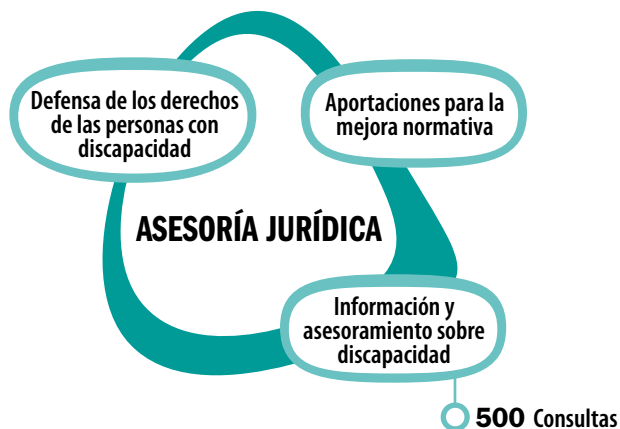 Defensa de los derechos
de las personas con
discapacidad
Aportaciones para la
mejora normativa
ASESORÍA JURÍDICA
Información y
asesoramiento sobre
discapacidad
500 Consultas